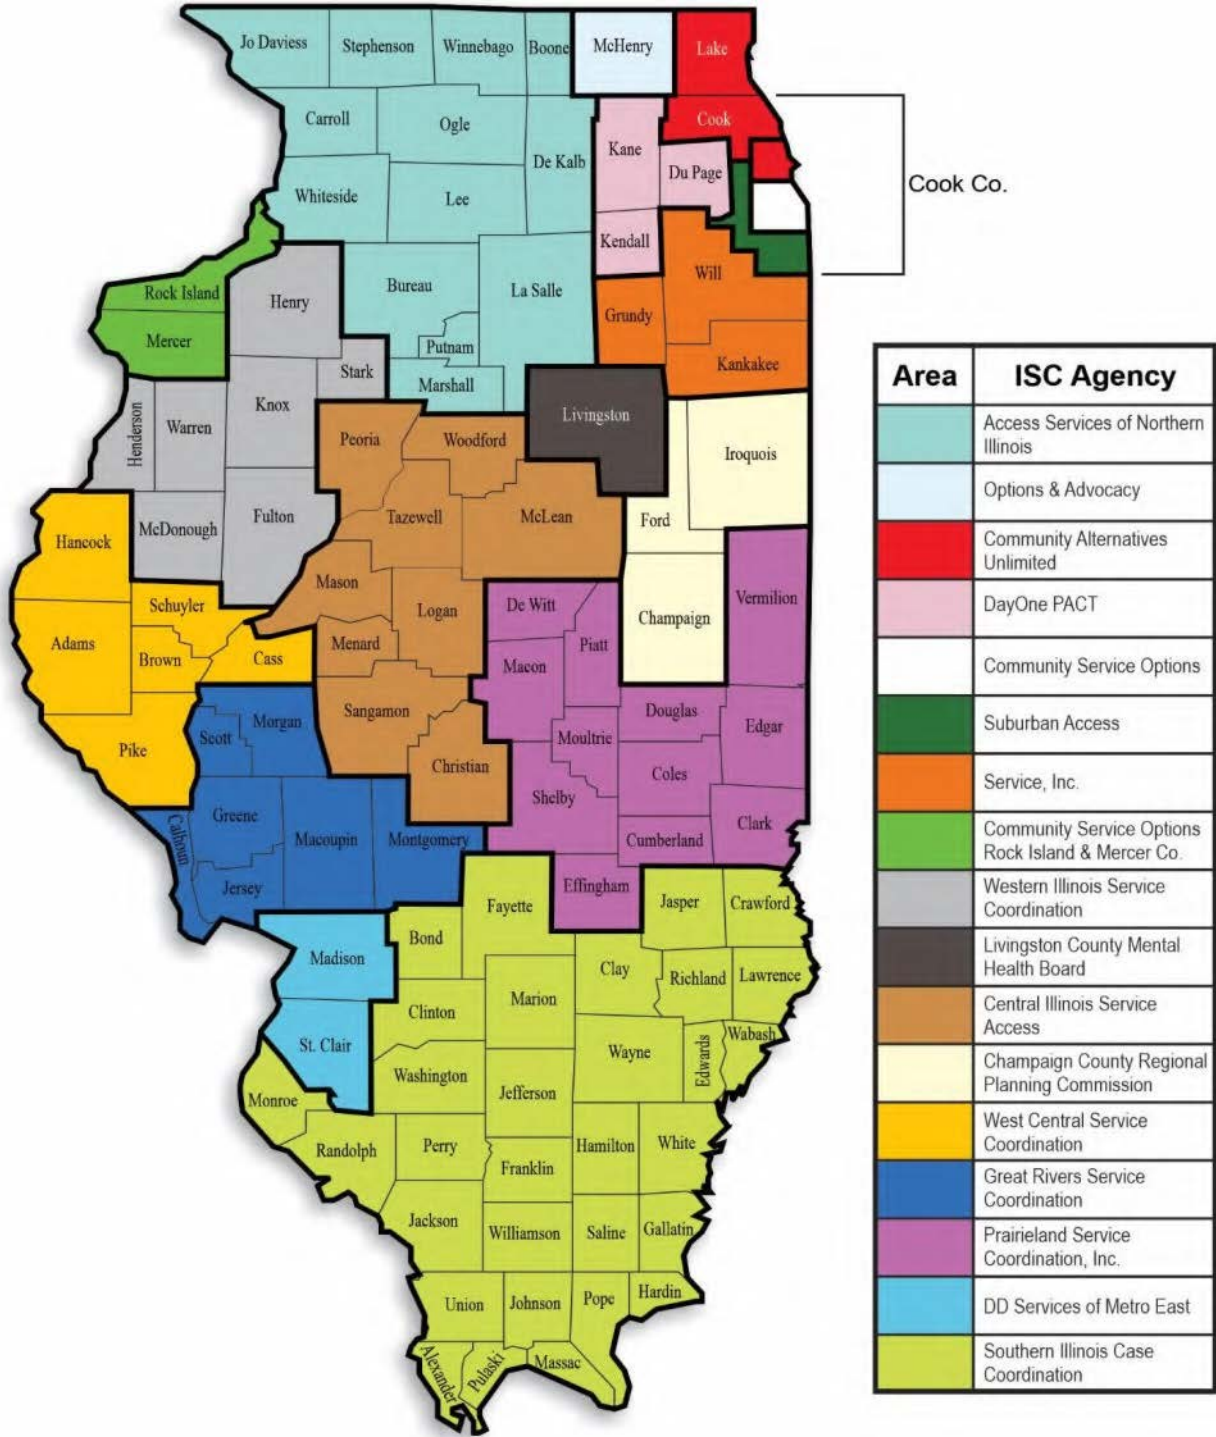 Jo Daviess
Stephenson
Winnebago
Boone
McHenry
Lake
Carroll
Ogle
De Kalb
Kane
Cook
Du Page
Whiteside
Lee
Kendall
Cook Co.
Rock Island
Henry
Bureau
La Salle
Will
Grundy
Mercer
Putnam
Kankakee
Stark
Marshall
Henderson
Warren
Knox
Peoria
Woodford
Livingston
Iroquois
McDonough
Fulton
Tazewell
McLean
Ford
Hancock
Mason
Logan
De Witt
Piatt
Champaign
Vermilion
Schuyler
Adams
Brown
Cass
Menard
Macon
Pike
Scott
Morgan
Sangamon
Christian
Moultrie
Douglas
Edgar
Shelby
Coles
Calhoun
Greene
Macoupin
Montgomery
Cumberland
Clark
Jersey
Effingham
Fayette
Jasper
Crawford
Madison
Bond
Clay
Richland
Lawrence
Clinton
Marion
St. Clair
Wayne
Edwards
Wabash
Washington
Jefferson
Monroe
Randolph
Perry
Franklin
Hamilton
White
Jackson
Williamson
Saline
Gallatin
Union
Johnson
Pope
Hardin
Alexander
Pulaski
Massac
Area ISC Agency
Access Services of Northern
Illinois
Options & Advocacy
Community Alternatives
Unlimited
DayOne PACT
Community Service Options
Suburban Access
Service, Inc.
Community Service Options
Rock Island & Mercer Co.
Western Illinois Service
Coordination
Livingston County Mental
Health Board
Central Illinois Service
Access
Champaign County Regional
Planning Commission
West Central Service
Coordination
Great Rivers Service
Coordination
Prairieland Service
Coordination, Inc.
DD Services of Metro East
Southern Illinois Case
Coordination